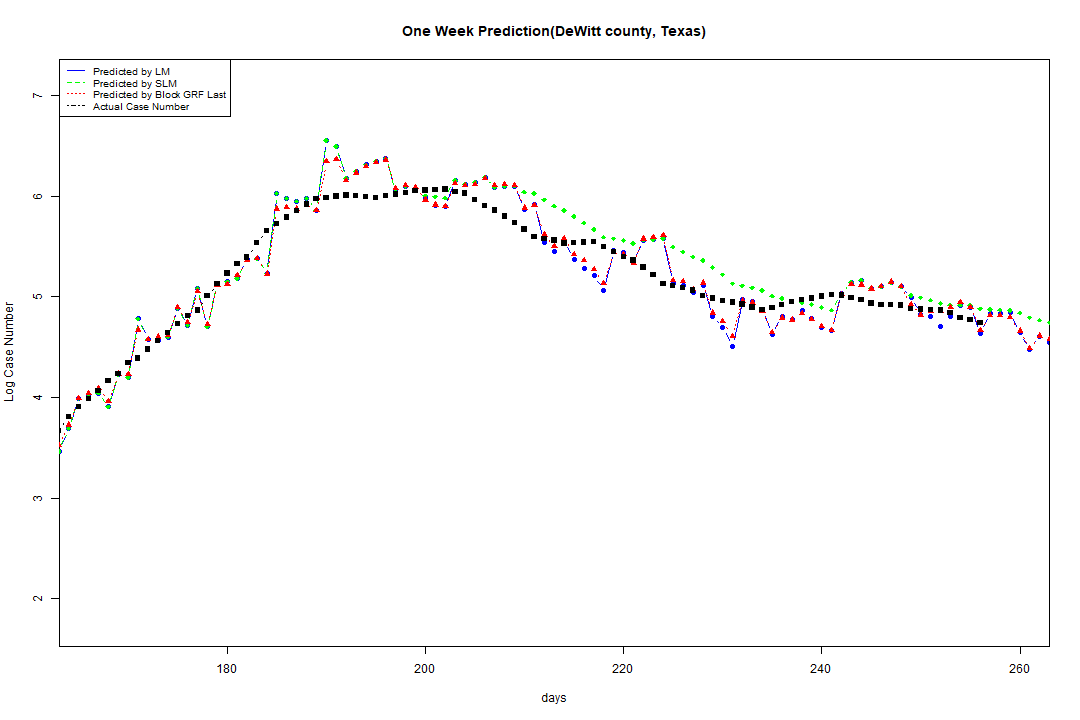 One Week Prediction(DeWitt county, Texas)
Predicted by LM
Predicted by SLM
Predicted by Block GRF Last
Actual Case Number
7
6
5
4
3
2
Log Case Number
180 200 220 240 260
days